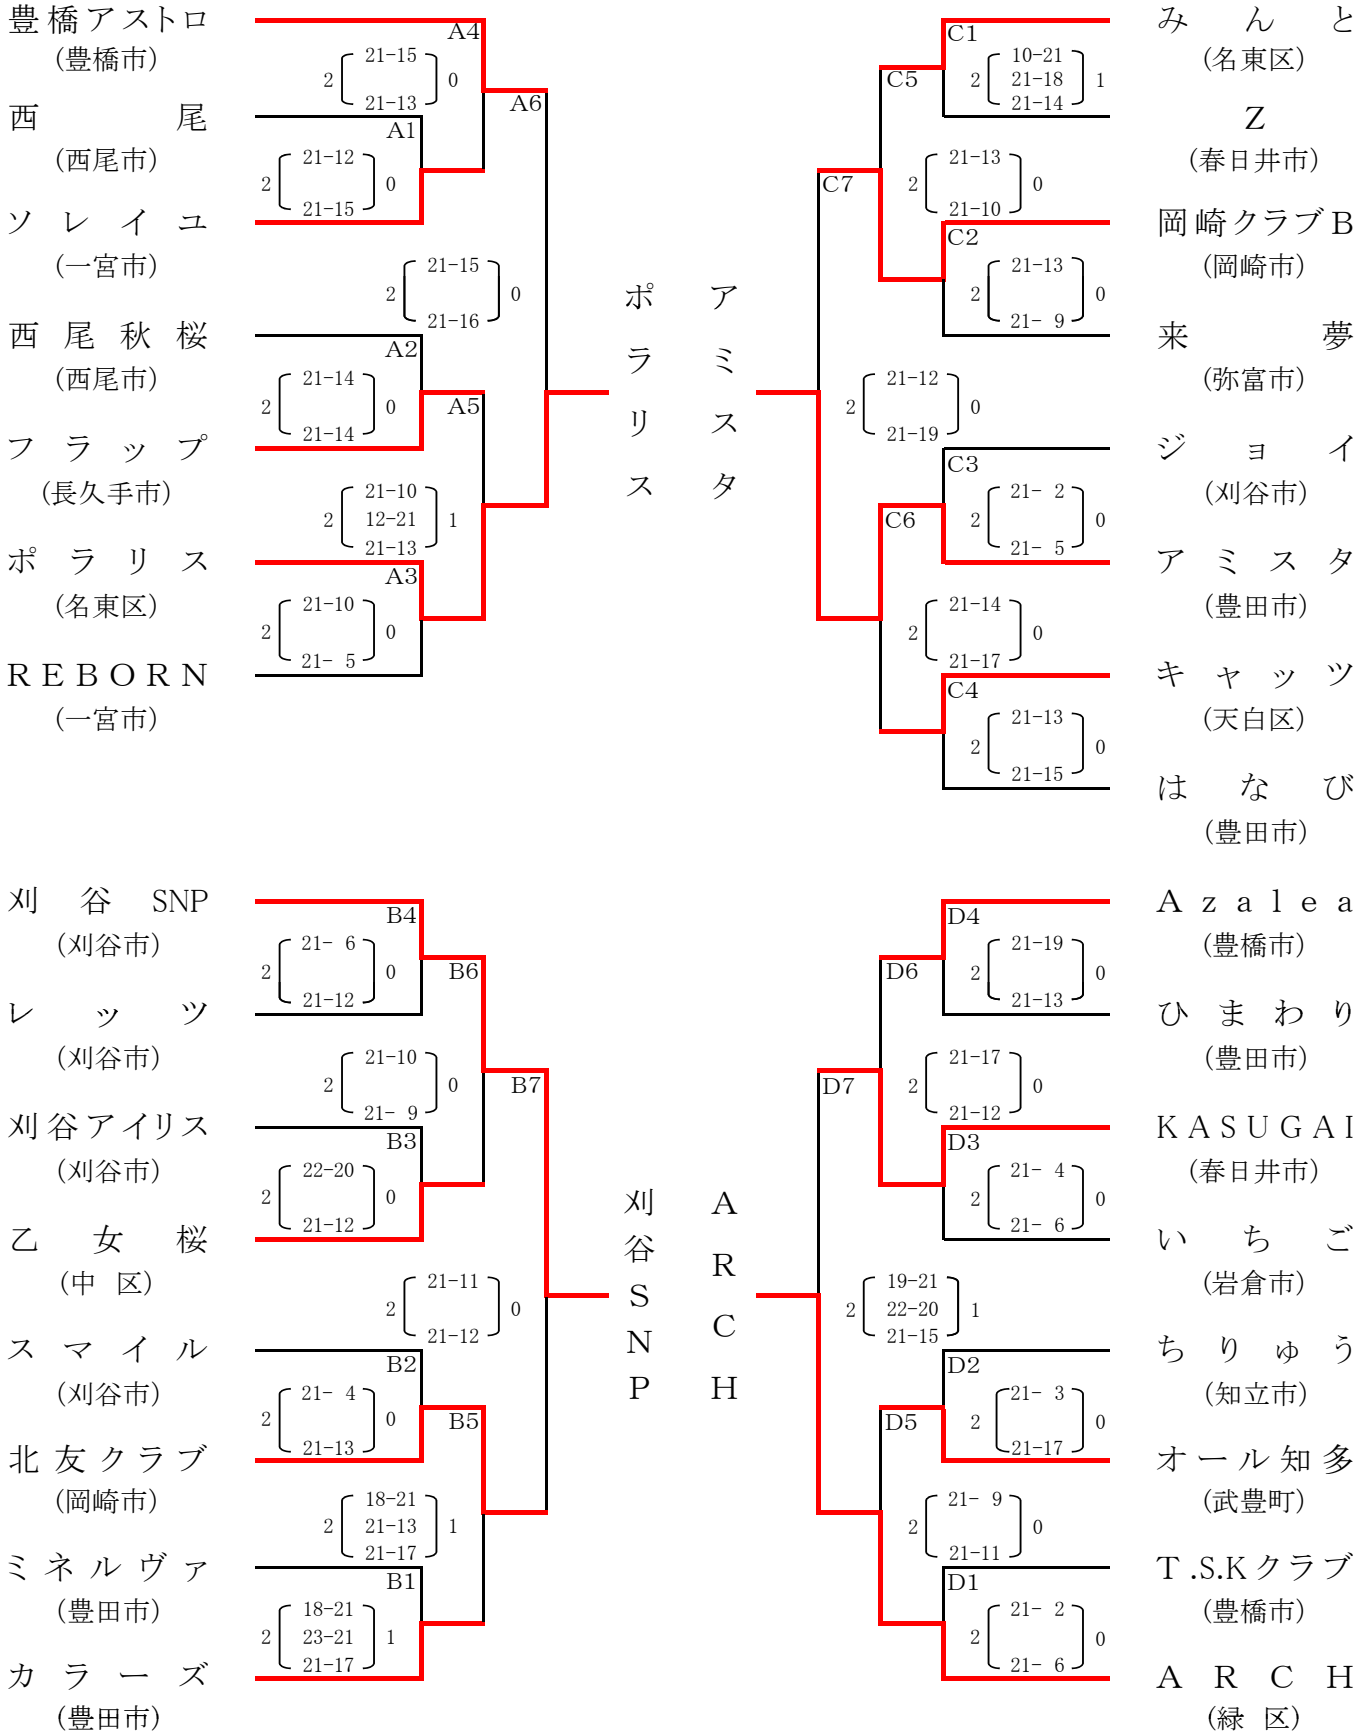 豊橋アストロ
(豊橋市)
A4
21-15
2 0
21-13
A6
西尾
(西尾市)
A1
21-12
2 0
21-15
ソレイユ
(一宮市)
21-15
2 0
21-16
西尾秋桜
(西尾市)
A2
21-14
2 0
21-14
A5
フラップ
(長久手市)
21-10
2 12-21 1
21-13
ポラリス
(名東区)
A3
21-10
2 0
21- 5
REBORN
(一宮市)
ポラリス
アミスタ
みんと
(名東区)
C1
10-21
2 21-18 1
21-14
C5
Z
(春日井市)
21-13
2 0
21-10
C7
岡崎クラブB
(岡崎市)
C2
21-13
2 0
21- 9
来夢
(弥富市)
21-12
2 0
21-19
ジョイ
(刈谷市)
C3
21- 2
2 0
21- 5
C6
アミスタ
(豊田市)
21-14
2 0
21-17
キャッツ
(天白区)
C4
21-13
2 0
21-15
はなび
(豊田市)
刈谷SNP
(刈谷市)
B4
21- 6
2 0
21-12
B6
レッツ
(刈谷市)
21-10
2 0
21- 9
B7
刈谷アイリス
(刈谷市)
B3
22-20
2 0
21-12
乙女桜
(中 区)
21-11
2 0
21-12
スマイル
(刈谷市)
B2
21- 4
2 0
21-13
B5
北友クラブ
(岡崎市)
18-21
2 21-13 1
21-17
ミネルヴァ
(豊田市)
B1
18-21
2 23-21 1
21-17
カラーズ
(豊田市)
刈谷SNP
ARCH
Azalea
(豊橋市)
D4
21-19
2 0
21-13
D6
ひまわり
(豊田市)
21-17
2 0
21-12
D7
KASUGAI
(春日井市)
D3
21- 4
2 0
21- 6
いちご
(岩倉市)
19-21
2 22-20 1
21-15
ちりゅう
(知立市)
D2
21- 3
2 0
21-17
D5
オール知多
(武豊町)
21- 9
2 0
21-11
T.S.Kクラブ
(豊橋市)
D1
21- 2
2 0
21- 6
ARCH
(緑 区)